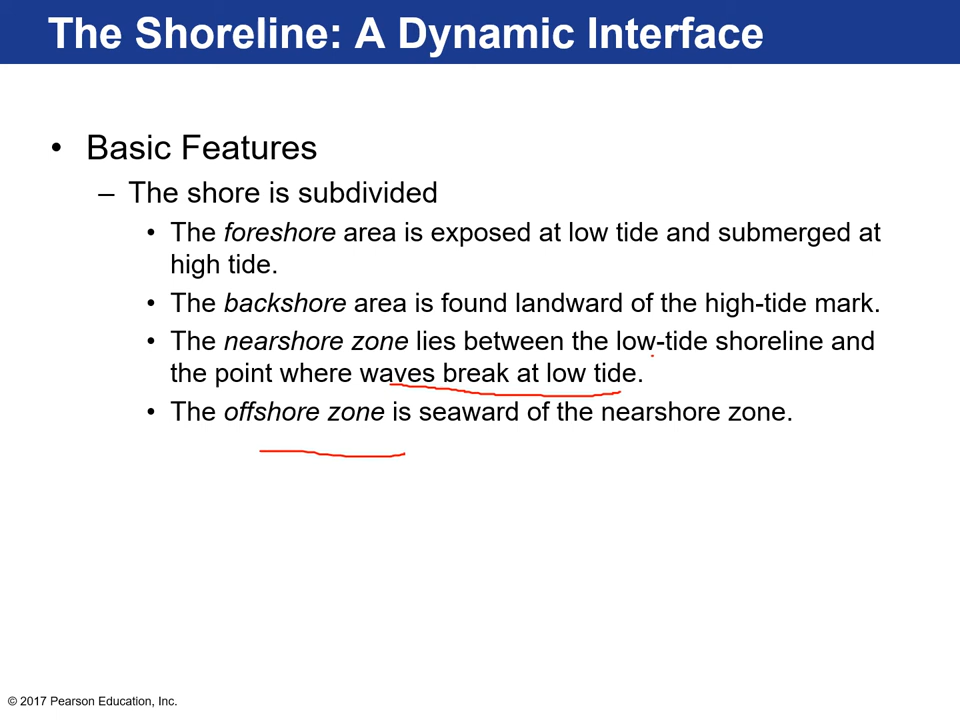 The Shoreline: A Dynamic Interface
• Basic Features
– The shore is subdivided
• The foreshore area is exposed at low tide and submerged at
high tide.
• The backshore area is found landward of the high-tide mark.
• The nearshore zone lies between the low-tide shoreline and
the point where waves break at low tide.
• The offshore zone is seaward of the nearshore zone.
© 2017 Pearson Education, Inc.